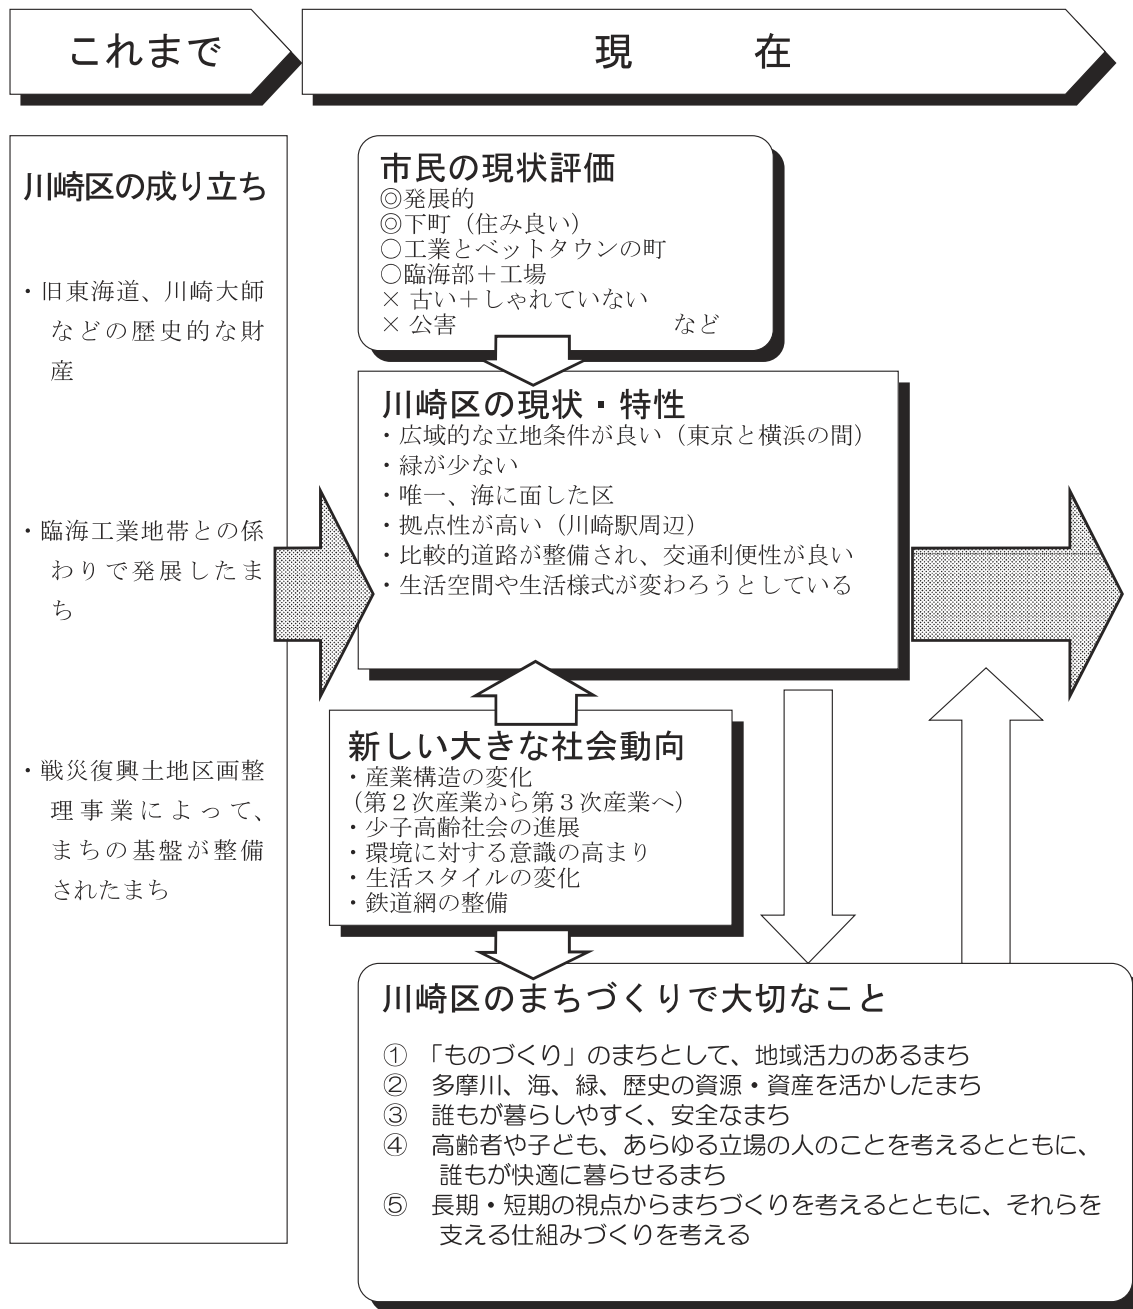 これまで
現　　在
川崎区の成り立ち
・旧東海道、川崎大師
などの歴史的な財
産
・臨海工業地帯との係
わりで発展したま
ち
・戦災復興土地区画整
理事業によって、
まちの基盤が整備
されたまち
市民の現状評価
◎発展的
◎下町（住み良い）
○工業とベットタウンの町
○臨海部＋工場
× 古い＋しゃれていない
× 公害　　　　　　　　　など
川崎区の現状・特性
・広域的な立地条件が良い（東京と横浜の間）
・緑が少ない
・唯一、海に面した区
・拠点性が高い（川崎駅周辺）
・比較的道路が整備され、交通利便性が良い
・生活空間や生活様式が変わろうとしている
新しい大きな社会動向
・産業構造の変化
（第２次産業から第３次産業へ）
・少子高齢社会の進展
・環境に対する意識の高まり
・生活スタイルの変化
・鉄道網の整備
川崎区のまちづくりで大切なこと
①　「ものづくり」のまちとして、地域活力のあるまち
②　多摩川、海、緑、歴史の資源・資産を活かしたまち
③　誰もが暮らしやすく、安全なまち
④　高齢者や子ども、あらゆる立場の人のことを考えるとともに、
誰もが快適に暮らせるまち
⑤　長期・短期の視点からまちづくりを考えるとともに、それらを
支える仕組みづくりを考える